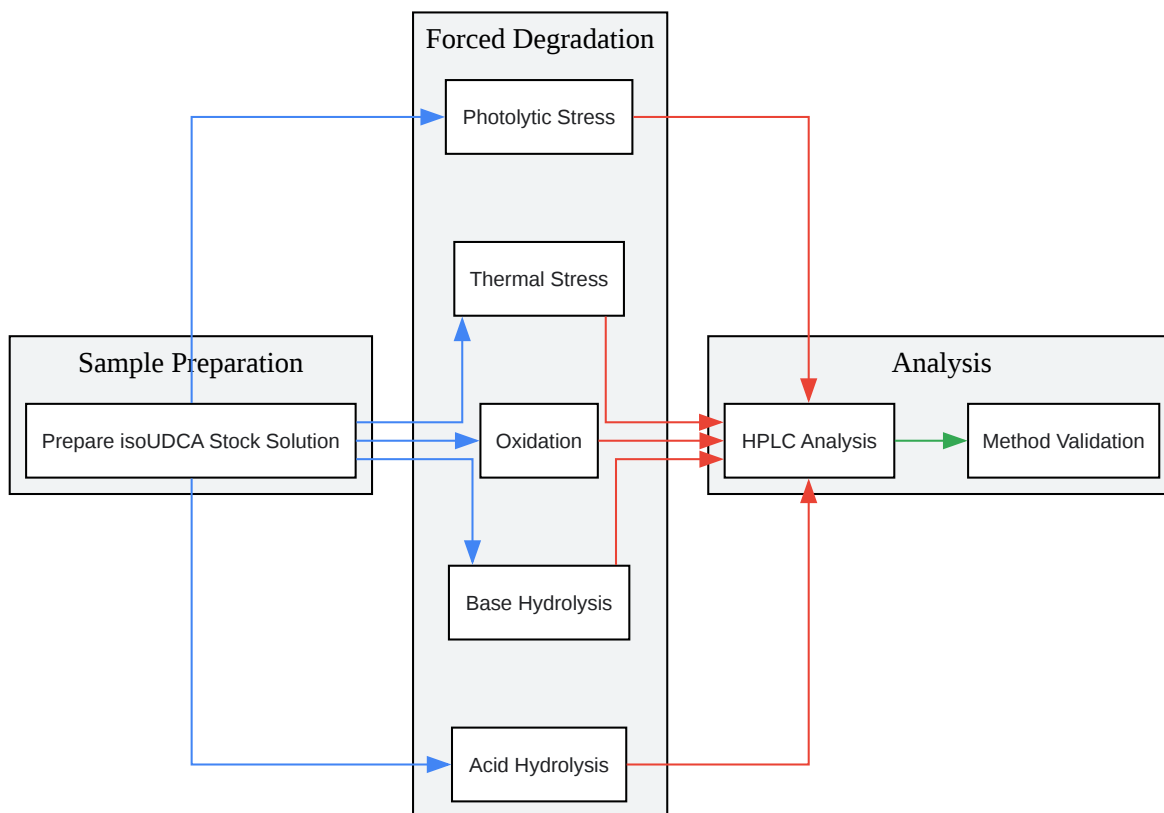 Forced Degradation
Photolytic Stress
Thermal Stress
Sample Preparation
Analysis
Prepare isoUDCA Stock Solution
Oxidation
HPLC Analysis
Method Validation
Base Hydrolysis
Acid Hydrolysis